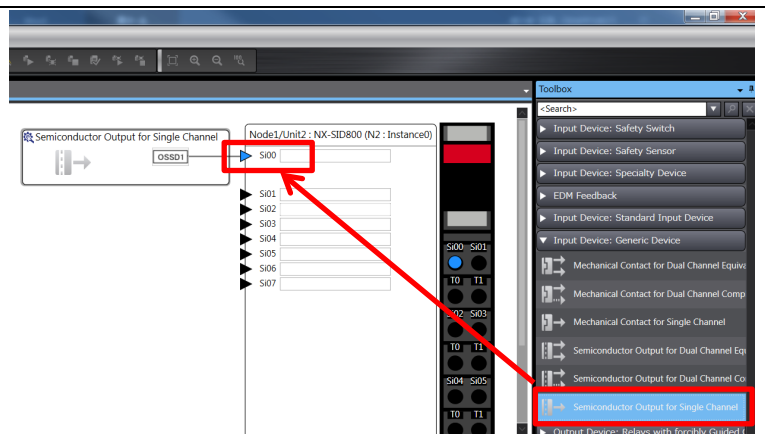 Toolbox
<Search>
Input Device: Safety Switch
Input Device: Safety Sensor
Input Device: Specialty Device
EDM Feedback
Input Device: Standard Input Device
Input Device: Generic Device
Mechanical Contact for Dual Channel Equiva
Mechanical Contact for Dual Channel Comp
Mechanical Contact for Single Channel
Semiconductor Output for Dual Channel Equ
Semiconductor Output for Dual Channel Co
Semiconductor Output for Single Channel
Output Device: Relays with forcibly Guided (
Semiconductor Output for Single Channel
OSSD1
Node1/Unit2 : NX-SID800 (N2 : Instance0)
Si00
Si01
Si02
Si03
Si04
Si05
Si06
Si07
Si00 Si01
T0 T1
Si02 Si03
T0 T1
Si04 Si05
T0 T1